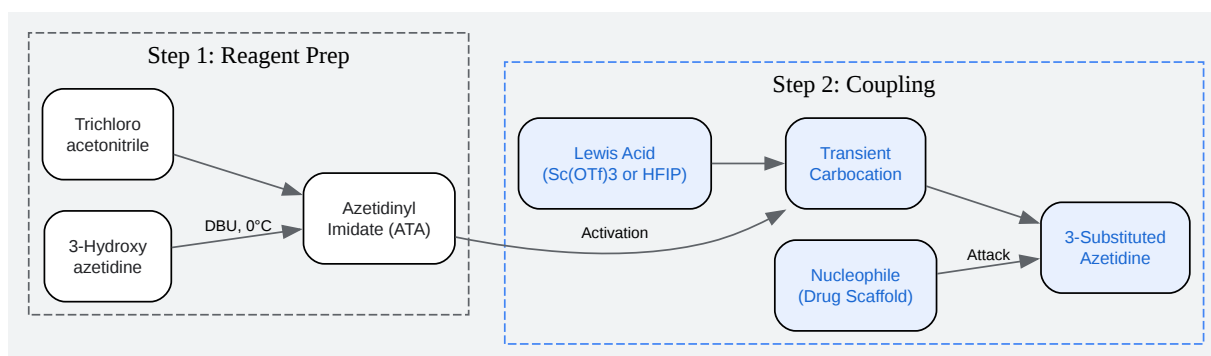 Step 1: Reagent Prep
Trichloro
acetonitrile
3-Hydroxy
azetidine
DBU, 0°C
Azetidinyl
Imidate (ATA)
Step 2: Coupling
Lewis Acid
(Sc(OTf)3 or HFIP)
Activation
Transient
Carbocation
Nucleophile
(Drug Scaffold)
Attack
3-Substituted
Azetidine